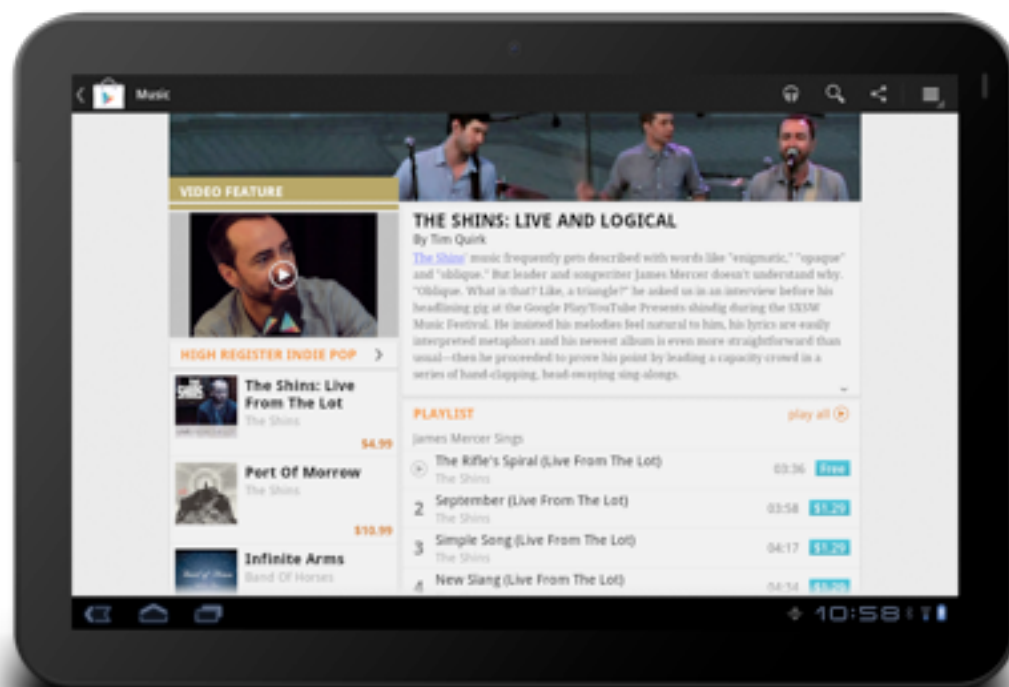 Music
VIDEO FEATURE
HIGH REGISTER INDIE POP
The Shins: Live
From The Lot
The Shins
$4.99
Port Of Morrow
The Shins
$10.99
Infinite Arms
Band Of Horses
THE SHINS: LIVE AND LOGICAL
By Tim Quirk
The Shins' music frequently gets described with words like "enigmatic," "opaque"
and "oblique." But leader and songwriter James Mercer doesn't understand why.
"Oblique. What is that? Like, a triangle?" he asked us in an interview before his
headlining gig at the Google Play/YouTube Presents shindig during the SXSW
Music Festival. He insisted his melodies feel natural to him, his lyrics are easily
interpreted metaphors and his newest album is even more straightforward than
usual—then he proceeded to prove his point by leading a capacity crowd in a
series of hand-clapping, head-swaying sing-alongs.
PLAYLIST
play all
James Mercer Sings
The Rifle's Spiral (Live From The Lot)
The Shins
03:36 Free
2 September (Live From The Lot)
The Shins
03:58 $1.29
3 Simple Song (Live From The Lot)
The Shins
04:17 $1.29
4 New Slang (Live From The Lot)
04:34 $1.29
10:58